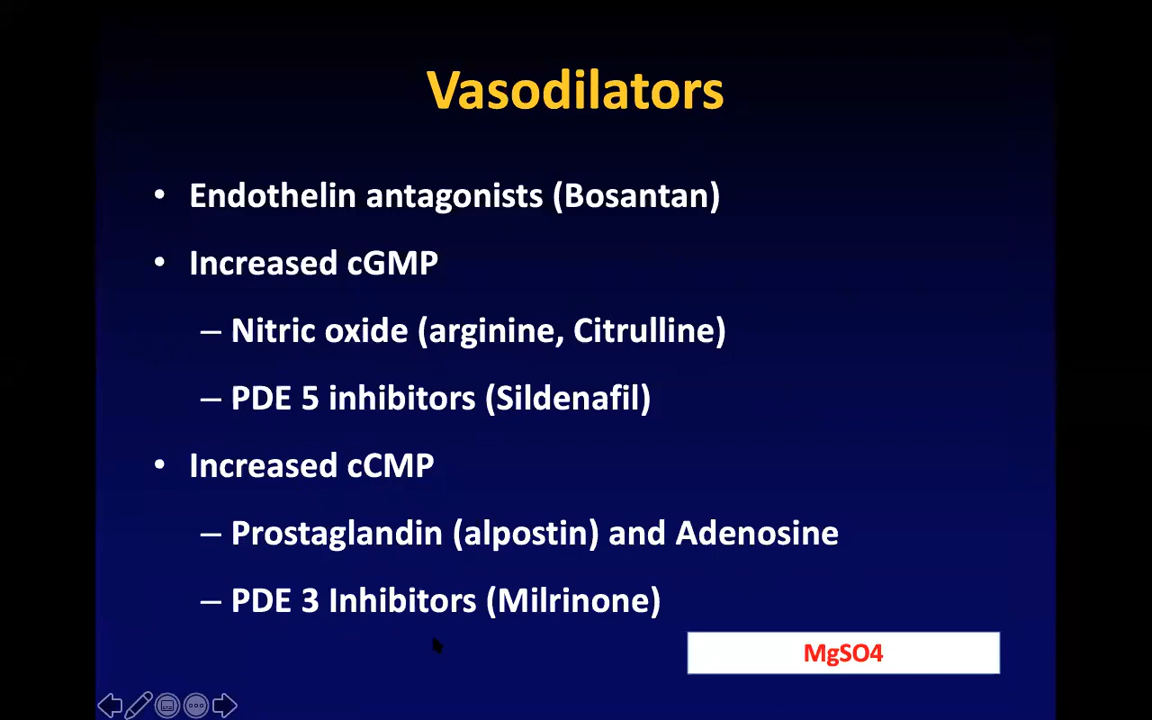 Vasodilators
• Endothelin antagonists (Bosantan)
• Increased cGMP
– Nitric oxide (arginine, Citrulline)
– PDE 5 inhibitors (Sildenafil)
• Increased cCMP
– Prostaglandin (alpostin) and Adenosine
– PDE 3 Inhibitors (Milrinone)
MgSO4